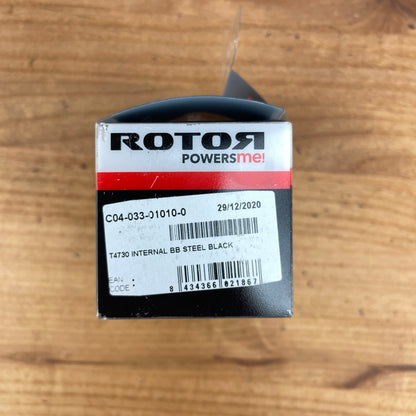 ROTOR
POWERSme!
C04-033-01010-0 29/12/2020
T4730 INTERNAL BB STEEL BLACK
EAN
CODE :
8 434366 021867